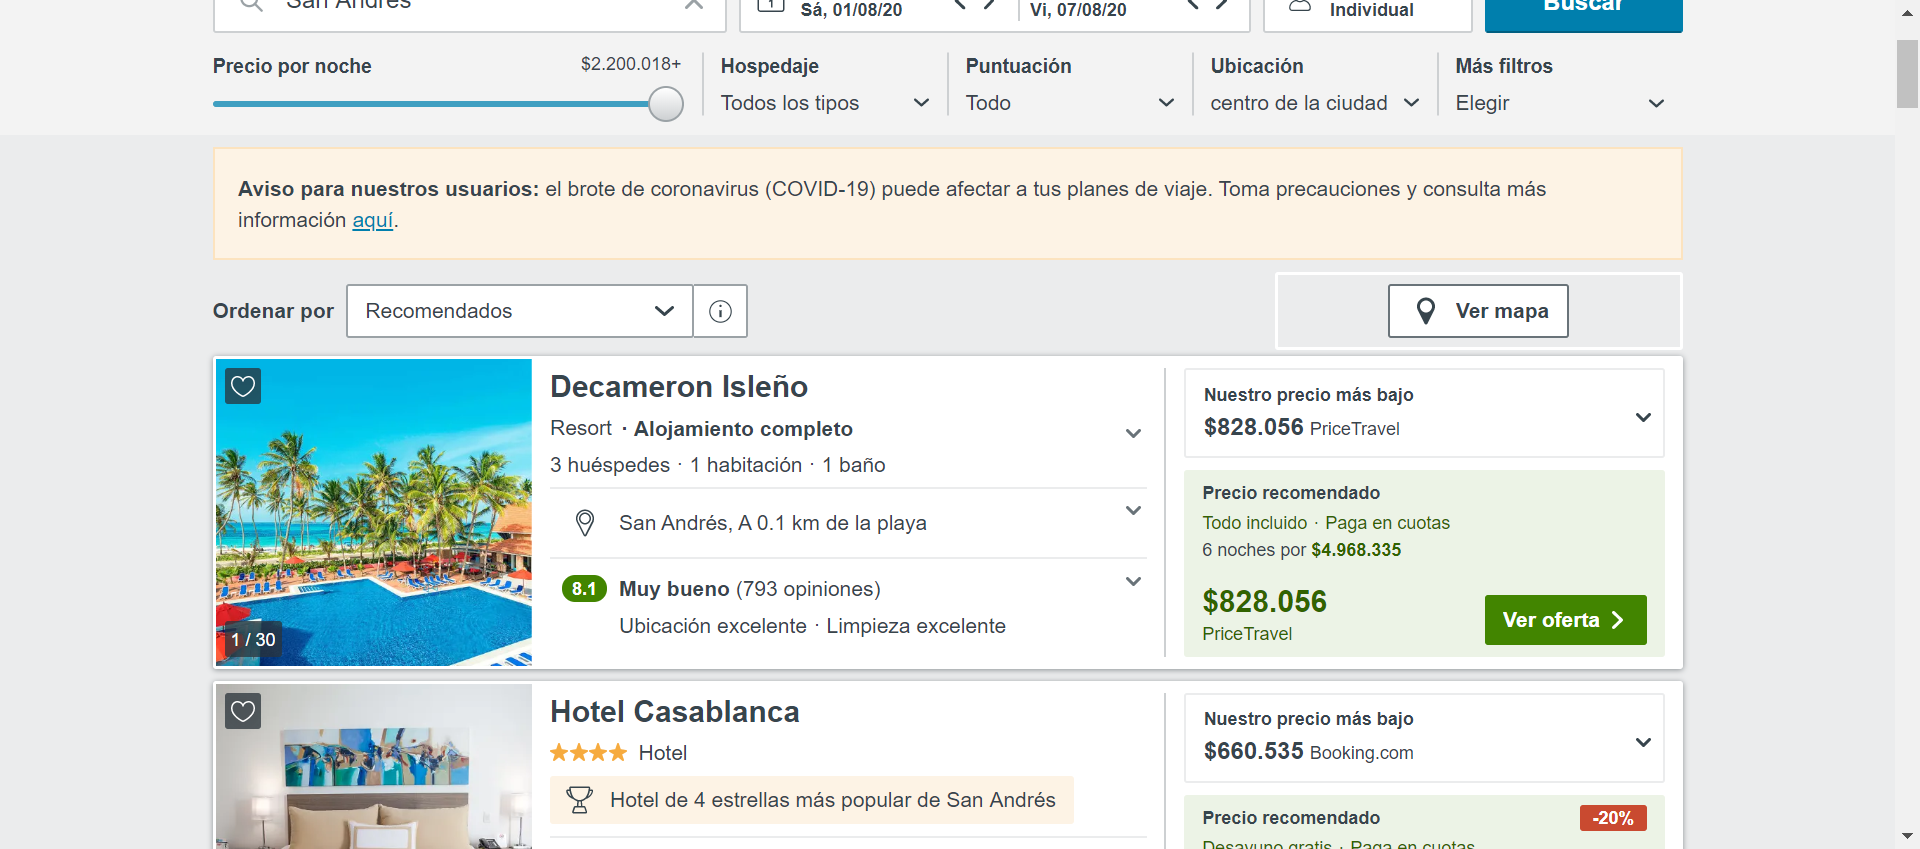 San Andrés
Sá, 01/08/20
Vi, 07/08/20
Individual
Buscar
Precio por noche
$2.200.018+
Hospedaje
Todos los tipos
Puntuación
Todo
Ubicación
centro de la ciudad
Más filtros
Elegir
Aviso para nuestros usuarios: el brote de coronavirus (COVID-19) puede afectar a tus planes de viaje. Toma precauciones y consulta más
información aquí.
Ordenar por
Recomendados
Ver mapa
1 / 30
Decameron Isleño
Resort · Alojamiento completo
3 huéspedes · 1 habitación · 1 baño
San Andrés, A 0.1 km de la playa
8.1 Muy bueno (793 opiniones)
Ubicación excelente · Limpieza excelente
Nuestro precio más bajo
$828.056 PriceTravel
Precio recomendado
Todo incluido · Paga en cuotas
6 noches por $4.968.335
$828.056
PriceTravel
Ver oferta
Hotel Casablanca
Hotel
Hotel de 4 estrellas más popular de San Andrés
Nuestro precio más bajo
$660.535 Booking.com
Precio recomendado
-20%
Desayuno gratis · Paga en cuotas